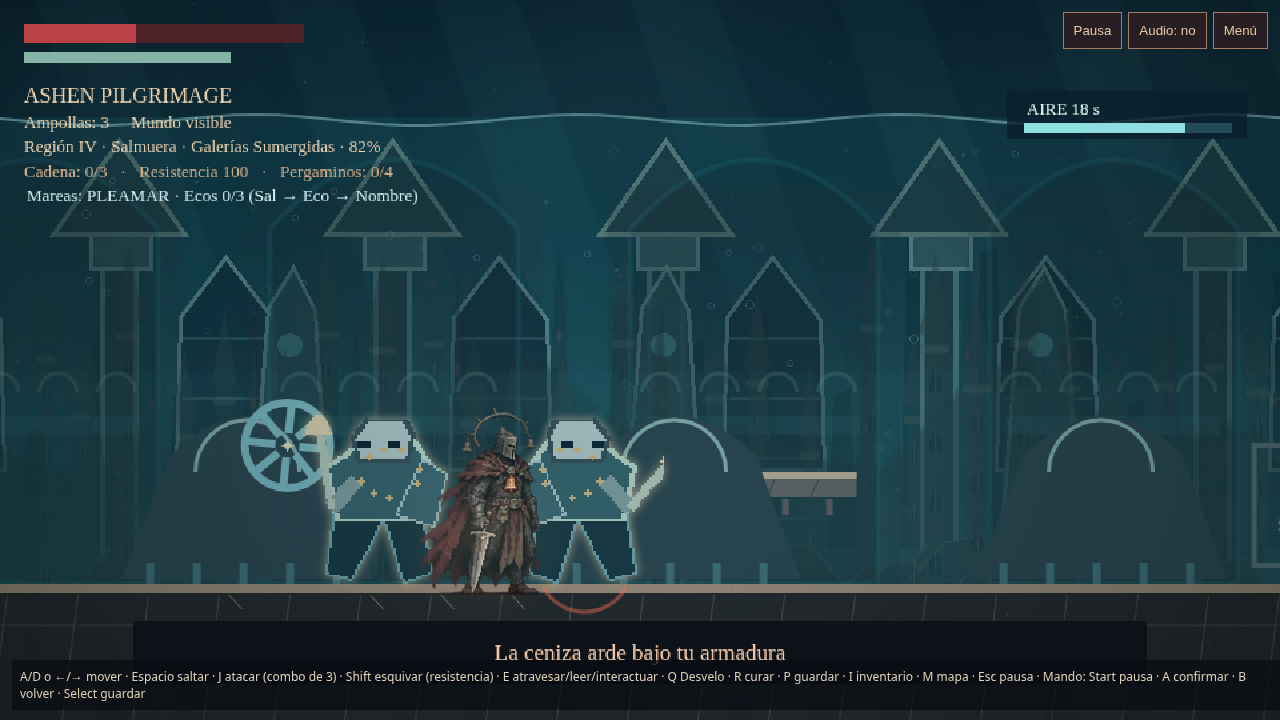 Pausa
Audio: no
Menú
ASHEN PILGRIMAGE
Ampollas: 3 Mundo visible
Región IV · Salmuera · Galerías Sumergidas · 82%
Cadena: 0/3 · Resistencia 100 · Pergaminos: 0/4
Mareas: PLEAMAR · Ecos 0/3 (Sal → Eco → Nombre)
AIRE 18 s
La ceniza arde bajo tu armadura
A/D o ←/→ mover · Espacio saltar · J atacar (combo de 3) · Shift esquivar (resistencia) · E atravesar/leer/interactuar · Q Desvelo · R curar · P guardar · I inventario · M mapa · Esc pausa · Mando: Start pausa · A confirmar · B
volver · Select guardar